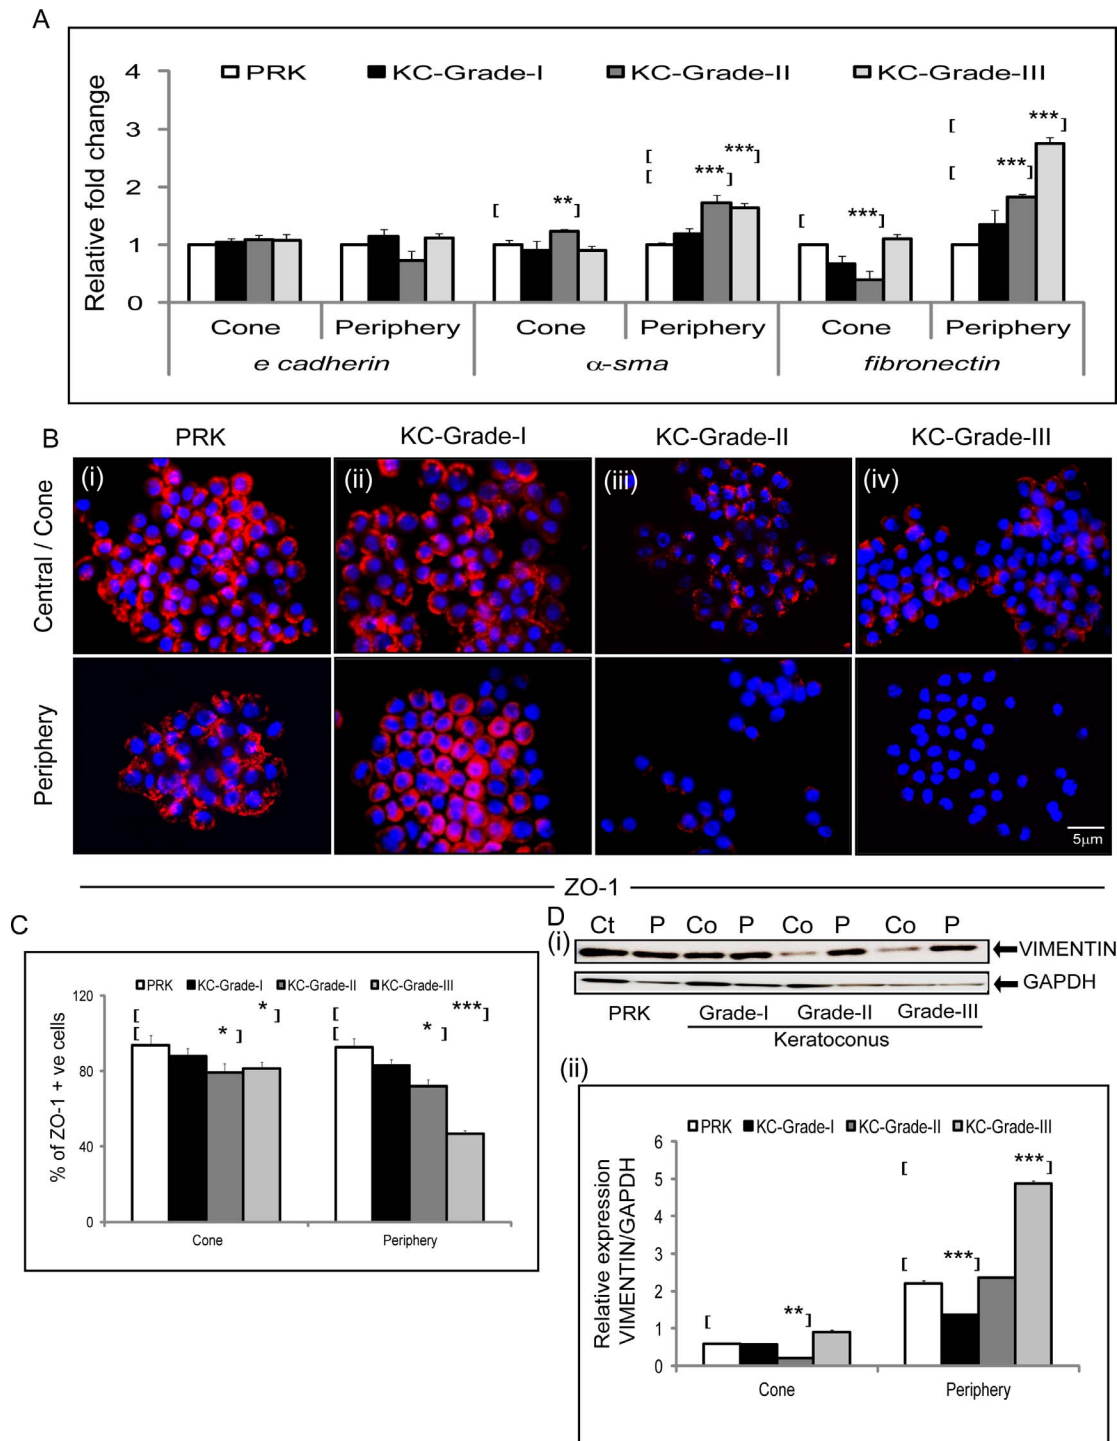 A
PRK KC-Grade-I KC-Grade-II KC-Grade-III
Relative fold change
4
3
2
1
0
[ ** ]
[ *** ]
[ *** ]
[ *** ]
[ *** ]
[ *** ]
Cone Periphery Cone Periphery Cone Periphery
e cadherin α-sma fibronectin
B PRK KC-Grade-I KC-Grade-II KC-Grade-III
Central / Cone
(i) (ii) (iii) (iv)
Periphery
5µm
ZO-1
C
PRK KC-Grade-I KC-Grade-II KC-Grade-III
% of ZO-1 + ve cells
120
80
40
0
[ * ]
[ * ]
[ *** ]
[ * ]
Cone Periphery
D Ct P Co P Co P Co P
(i) VIMENTIN
GAPDH
PRK Grade-I Grade-II Grade-III
Keratoconus
(ii)
PRK KC-Grade-I KC-Grade-II KC-Grade-III
Relative expression
VIMENTIN/GAPDH
6
5
4
3
2
1
0
[ ** ]
[ *** ]
[ *** ]
Cone Periphery